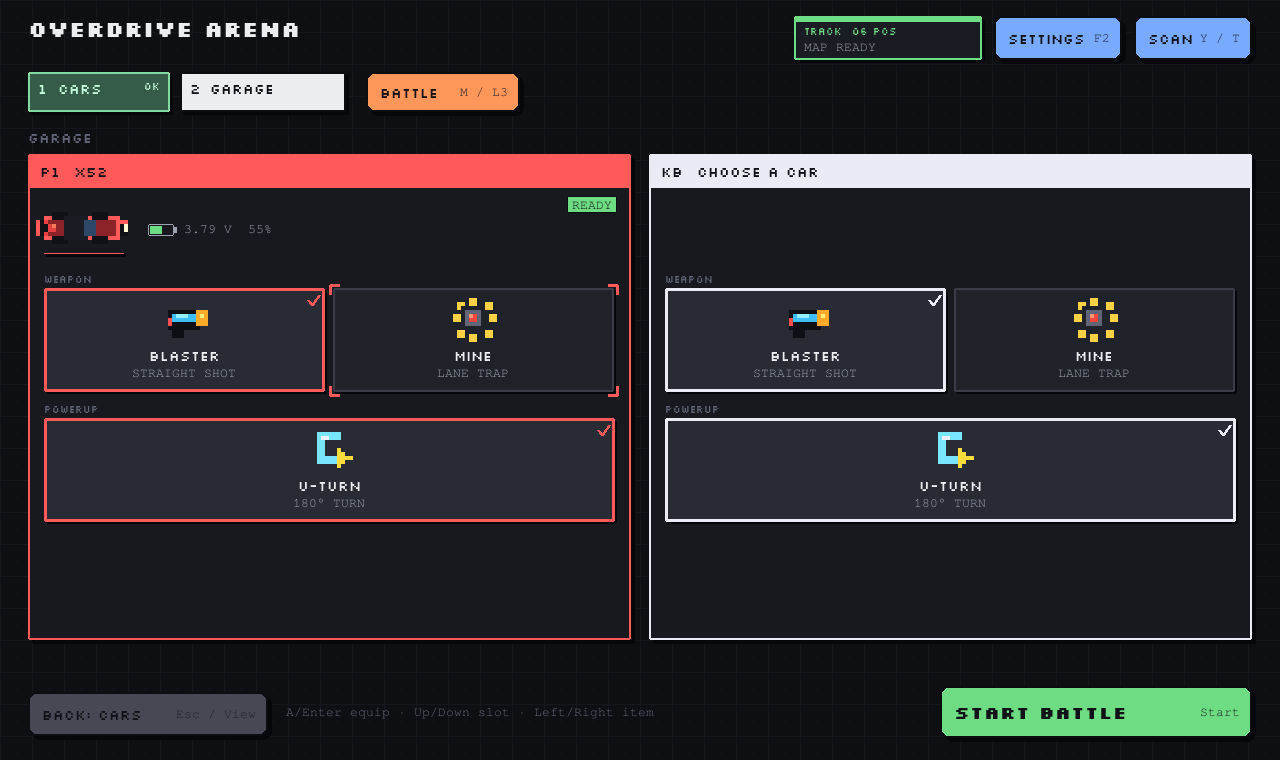 OVERDRIVE ARENA
TRACK 06 POS
MAP READY
SETTINGS F2
SCAN Y / T
1 CARS OK
2 GARAGE
BATTLE M / L3
GARAGE
P1 X52
READY
3.79 V 55%
WEAPON
BLASTER
STRAIGHT SHOT
MINE
LANE TRAP
POWERUP
U-TURN
180° TURN
KB CHOOSE A CAR
WEAPON
BLASTER
STRAIGHT SHOT
MINE
LANE TRAP
POWERUP
U-TURN
180° TURN
BACK: CARS Esc / View
A/Enter equip · Up/Down slot · Left/Right item
START BATTLE Start